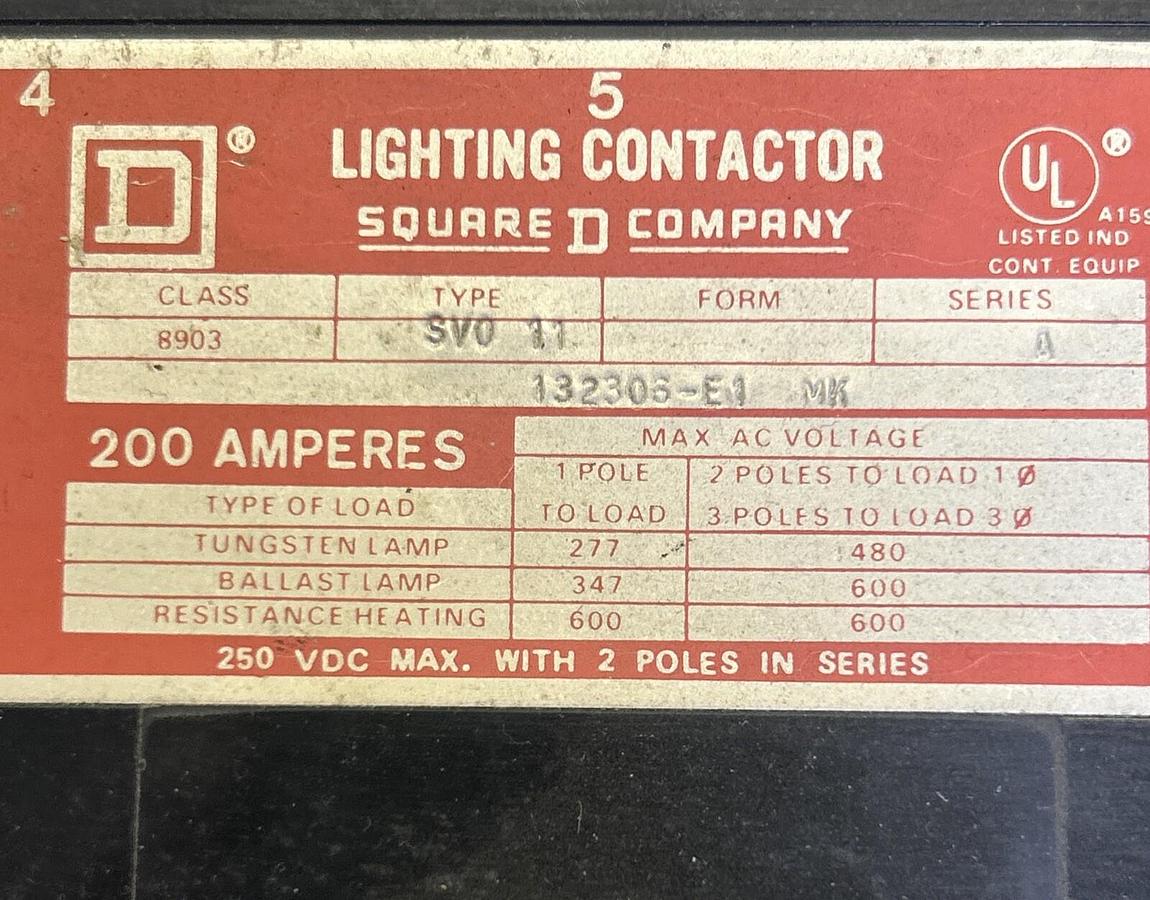 4 5
D ®
LIGHTING CONTACTOR
SQUARE D COMPANY
UL ®
LISTED IND
CONT. EQUIP
CLASS TYPE FORM SERIES
8903 SVO 11 A
132306-E1 MK
200 AMPERES
MAX AC VOLTAGE
1 POLE 2 POLES TO LOAD 1 Ø
TYPE OF LOAD TO LOAD 3 POLES TO LOAD 3 Ø
TUNGSTEN LAMP 277 480
BALLAST LAMP 347 600
RESISTANCE HEATING 600 600
250 VDC MAX. WITH 2 POLES IN SERIES